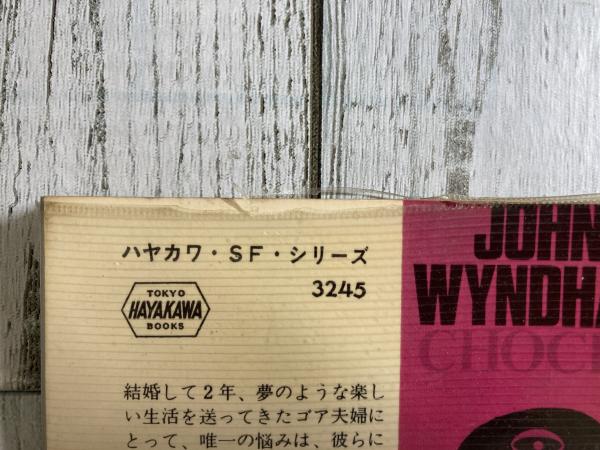 ハヤカワ・SF・シリーズ
3245
TOKYO
HAYAKAWA
BOOKS
結婚して2年、夢のような楽し
い生活を送ってきたゴア夫婦に
とって、唯一の悩みは、彼らに
JOHN
WYNDHA
CHOC